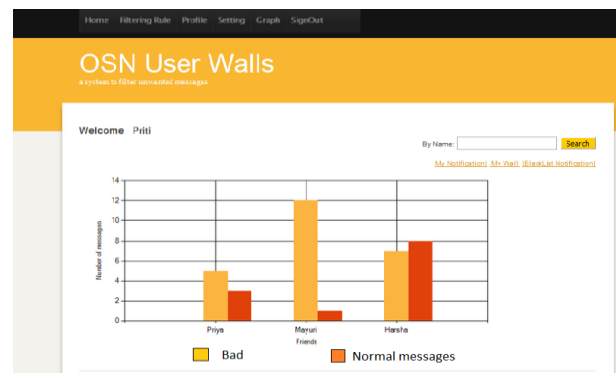 Home Filtering Rule Profile Setting Graph SignOut
OSN User Walls
a system to filter unwanted messages
Welcome Priti
By Name: Search
My Notification| My Wall |BlackList Notification|
14
12
10
8
6
4
2
0
Number of messages
Priya Mayuri Harsha
Friends
Bad Normal messages